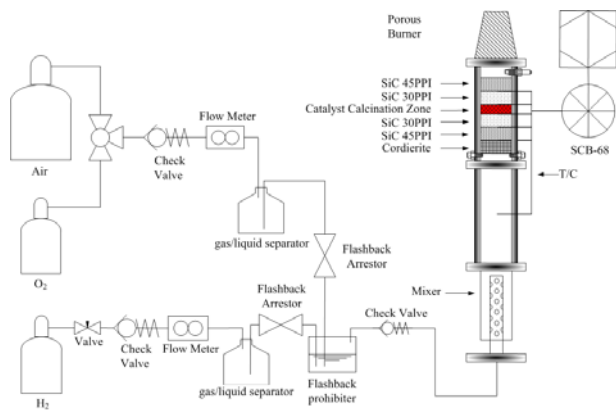 Porous
Burner
SiC 45PPI
SiC 30PPI
Catalyst Calcination Zone
SiC 30PPI
SiC 45PPI
Cordierite
SCB-68
T/C
Flow Meter
Check
Valve
Air
gas/liquid separator
Flashback
Arrestor
O₂
Mixer
Flashback
Arrestor
Check Valve
Valve
Check
Valve
Flow Meter
gas/liquid separator
Flashback
prohibiter
H₂